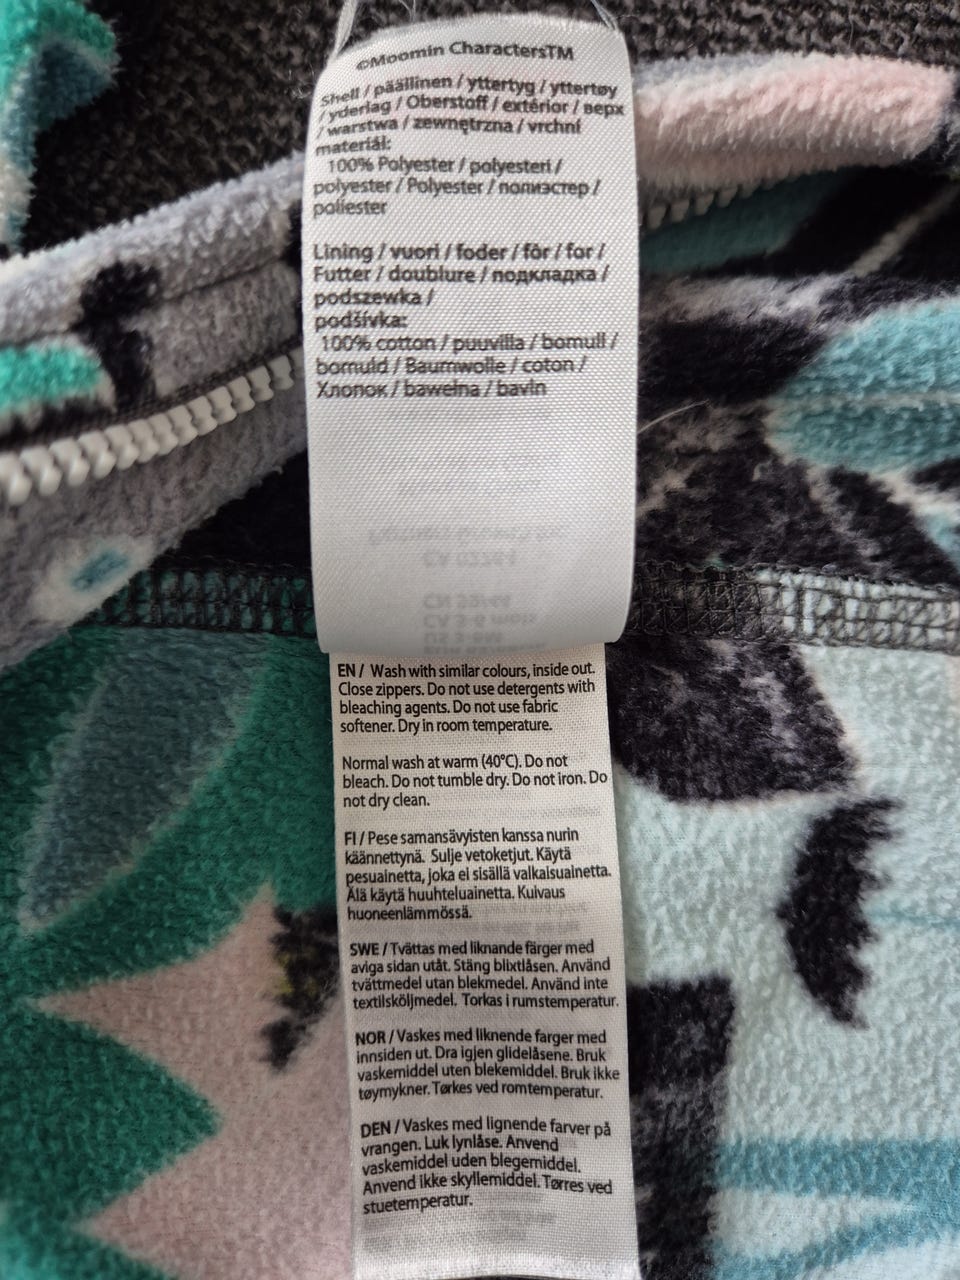 ©Moomin CharactersTM
Shell / päällinen / yttertyg / yttertøy
/ yderlag / Oberstoff / extérior / верх
/ warstwa / zewnętrzna / vrchní
materiál:
100% Polyester / polyesteri /
polyester / Polyester / полиэстер /
poliester
Lining / vuori / foder / fôr / for /
Futter / doublure / подкладка /
podszewka /
podšívka:
100% cotton / puuvilla / bomull /
bomuld / Baumwolle / coton /
Хлопок / bawełna / bavln
EN / Wash with similar colours, inside out.
Close zippers. Do not use detergents with
bleaching agents. Do not use fabric
softener. Dry in room temperature.
Normal wash at warm (40°C). Do not
bleach. Do not tumble dry. Do not iron. Do
not dry clean.
FI / Pese samansävyisten kanssa nurin
käännettynä. Sulje vetoketjut. Käytä
pesuainetta, joka ei sisällä valkaisuainetta.
Älä käytä huuhteluainetta. Kuivaus
huoneenlämmössä.
SWE / Tvättas med liknande färger med
aviga sidan utåt. Stäng blixtlåsen. Använd
tvättmedel utan blekmedel. Använd inte
textilsköljmedel. Torkas i rumstemperatur.
NOR / Vaskes med liknende farger med
innsiden ut. Dra igjen glidelåsene. Bruk
vaskemiddel uten blekemiddel. Bruk ikke
tøymykner. Tørkes ved romtemperatur.
DEN / Vaskes med lignende farver på
vrangen. Luk lynlåse. Anvend
vaskemiddel uden blegemiddel.
Anvend ikke skyllemiddel. Tørres ved
stuetemperatur.